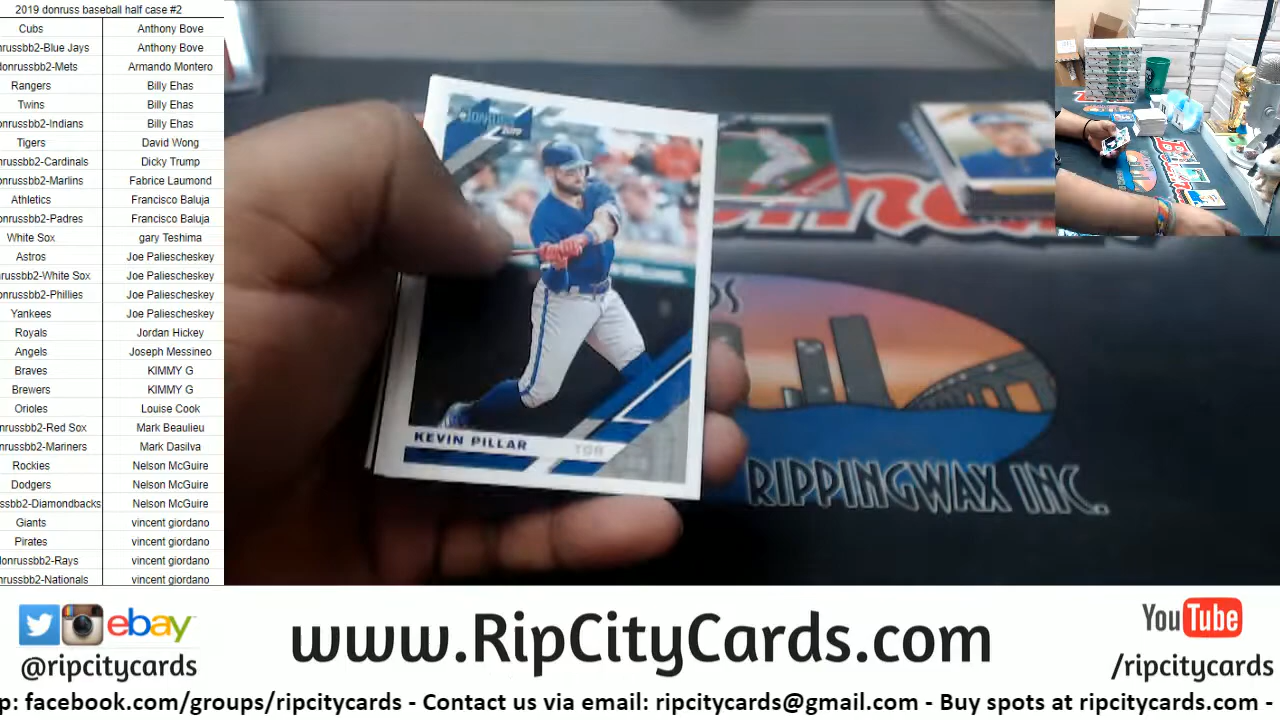 2019 donruss baseball half case #2
Cubs Anthony Bove
nrussbb2-Blue Jays Anthony Bove
donrussbb2-Mets Armando Montero
Rangers Billy Ehas
Twins Billy Ehas
onrussbb2-Indians Billy Ehas
Tigers David Wong
nrussbb2-Cardinals Dicky Trump
onrussbb2-Marlins Fabrice Laumond
Athletics Francisco Baluja
onrussbb2-Padres Francisco Baluja
White Sox gary Teshima
Astros Joe Paliescheskey
russbb2-White Sox Joe Paliescheskey
onrussbb2-Phillies Joe Paliescheskey
Yankees Joe Paliescheskey
Royals Jordan Hickey
Angels Joseph Messineo
Braves KIMMY G
Brewers KIMMY G
Orioles Louise Cook
nrussbb2-Red Sox Mark Beaulieu
nrussbb2-Mariners Mark Dasilva
Rockies Nelson McGuire
Dodgers Nelson McGuire
ssbb2-Diamondbacks Nelson McGuire
Giants vincent giordano
Pirates vincent giordano
donrussbb2-Rays vincent giordano
nrussbb2-Nationals vincent giordano
DONRUSS
2019
KEVIN PILLAR TOR
RIPPINGWAX INC.
ebay
@ripcitycards
www.RipCityCards.com
YouTube
/ripcitycards
p: facebook.com/groups/ripcitycards - Contact us via email: ripcitycards@gmail.com - Buy spots at ripcitycards.com -